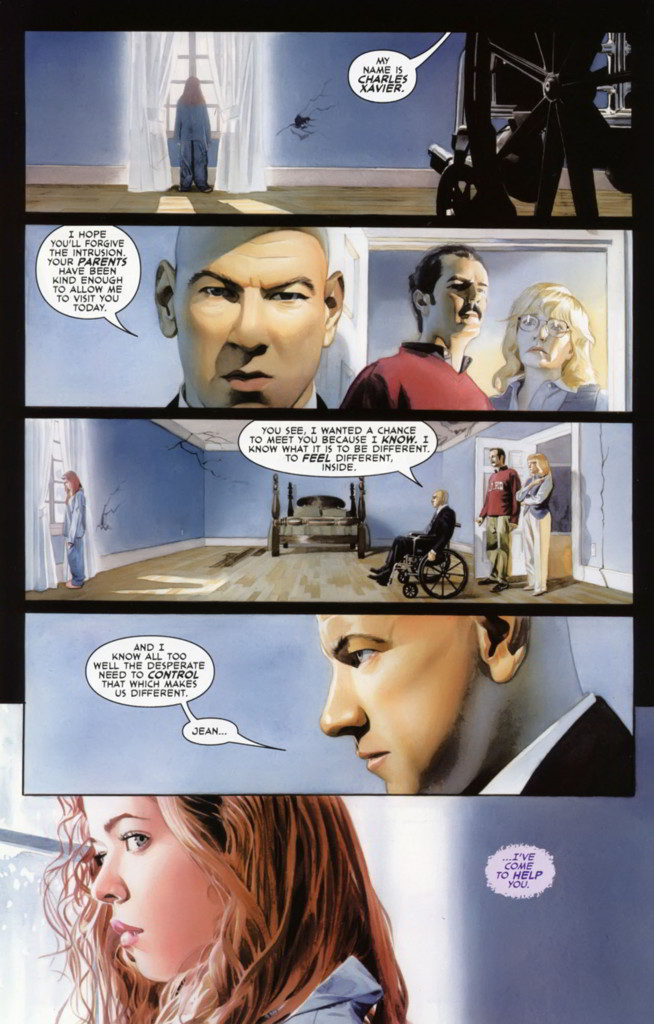 MY
NAME IS
CHARLES
XAVIER.
I HOPE
YOU'LL FORGIVE
THE INTRUSION.
YOUR PARENTS
HAVE BEEN
KIND ENOUGH
TO ALLOW ME
TO VISIT YOU
TODAY.
YOU SEE, I WANTED A CHANCE
TO MEET YOU BECAUSE I KNOW. I
KNOW WHAT IT IS TO BE DIFFERENT.
TO FEEL DIFFERENT,
INSIDE.
AND I
KNOW ALL TOO
WELL THE DESPERATE
NEED TO CONTROL
THAT WHICH MAKES
US DIFFERENT.
JEAN...
...I'VE
COME
TO HELP
YOU.